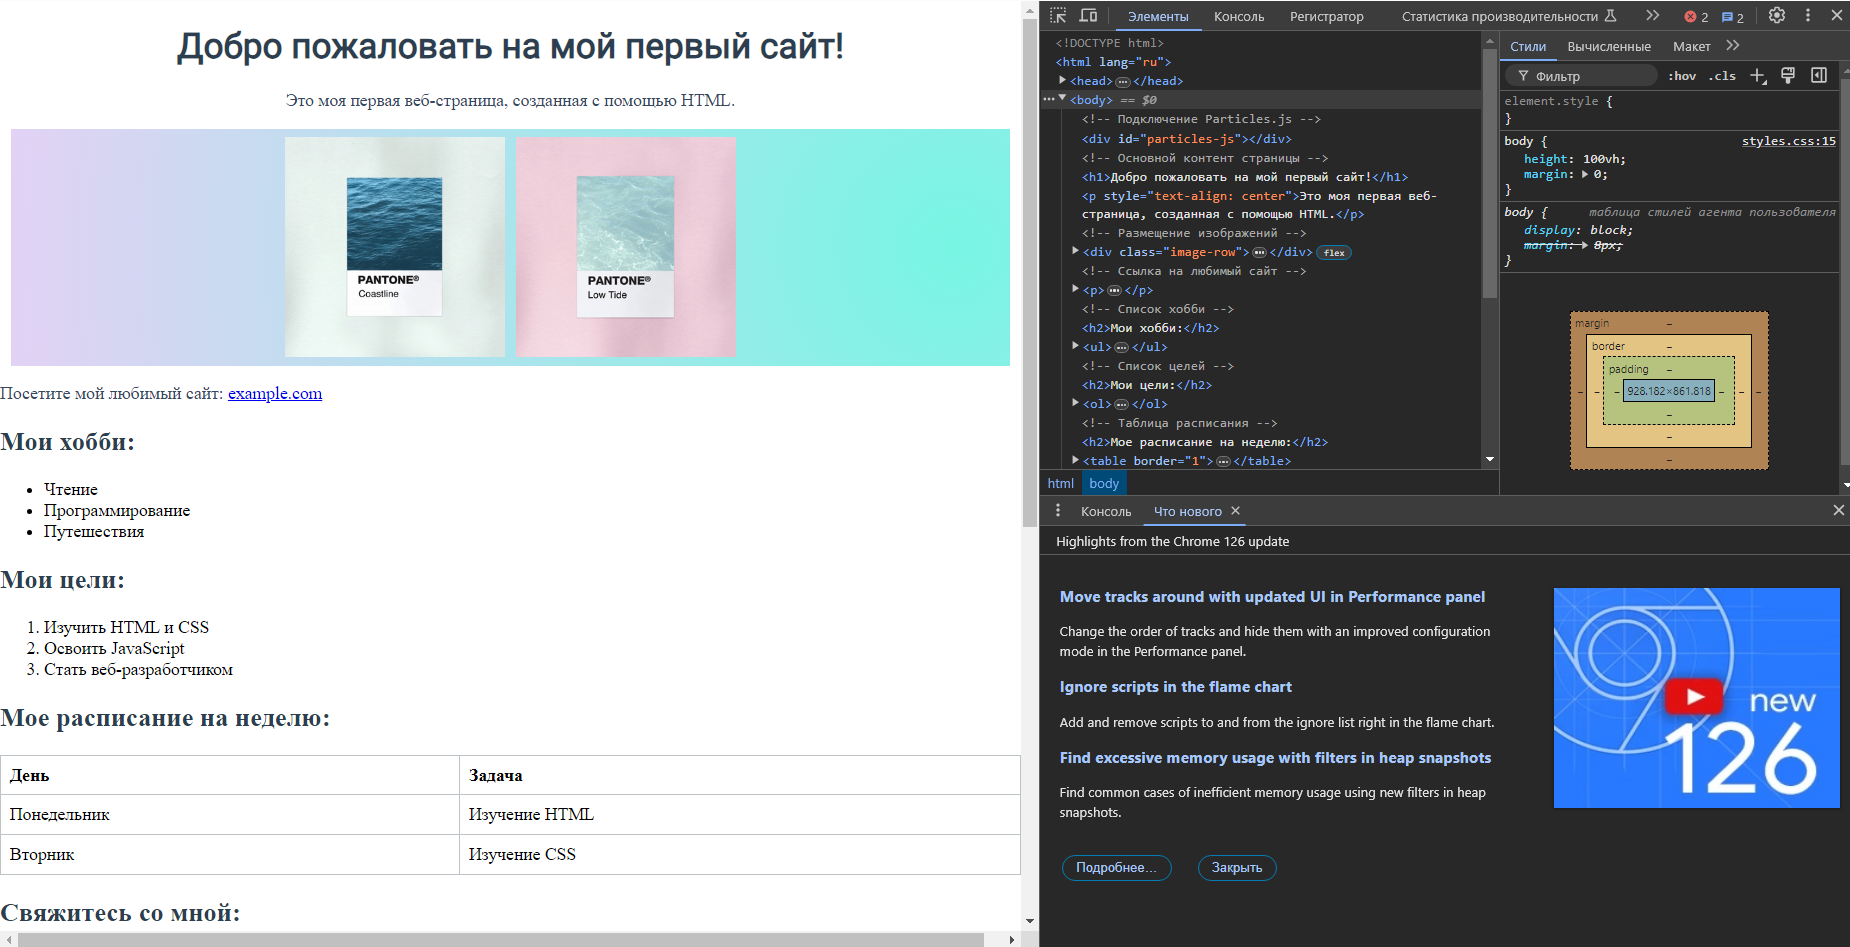 Добро пожаловать на мой первый сайт!
Это моя первая веб-страница, созданная с помощью HTML.
PANTONE®
Coastline
PANTONE®
Low Tide
Посетите мой любимый сайт: example.com
Мои хобби:
Чтение
Программирование
Путешествия
Мои цели:
1. Изучить HTML и CSS
2. Освоить JavaScript
3. Стать веб-разработчиком
Мое расписание на неделю:
День Задача
Понедельник Изучение HTML
Вторник Изучение CSS
Свяжитесь со мной:
Элементы Консоль Регистратор Статистика производительности 2 2
<!DOCTYPE html>
<html lang="ru">
<head> </head>
<body> == $0
<!-- Подключение Particles.js -->
<div id="particles-js"></div>
<!-- Основной контент страницы -->
<h1>Добро пожаловать на мой первый сайт!</h1>
<p style="text-align: center">Это моя первая веб-
страница, созданная с помощью HTML.</p>
<!-- Размещение изображений -->
<div class="image-row"> </div> flex
<!-- Ссылка на любимый сайт -->
<p> </p>
<!-- Список хобби -->
<h2>Мои хобби:</h2>
<ul> </ul>
<!-- Список целей -->
<h2>Мои цели:</h2>
<ol> </ol>
<!-- Таблица расписания -->
<h2>Мое расписание на неделю:</h2>
<table border="1"> </table>
html body
Стили Вычисленные Макет
Фильтр :hov .cls
element.style {
}
body { styles.css:15
height: 100vh;
margin: 0;
}
body { таблица стилей агента пользователя
display: block;
margin: 8px;
}
margin –
border –
padding –
– – – 928.182×861.818 – – –
–
–
–
Консоль Что нового
Highlights from the Chrome 126 update
Move tracks around with updated UI in Performance panel
Change the order of tracks and hide them with an improved configuration
mode in the Performance panel.
Ignore scripts in the flame chart
Add and remove scripts to and from the ignore list right in the flame chart.
Find excessive memory usage with filters in heap snapshots
Find common cases of inefficient memory usage using new filters in heap
snapshots.
Подробнее… Закрыть
new
126